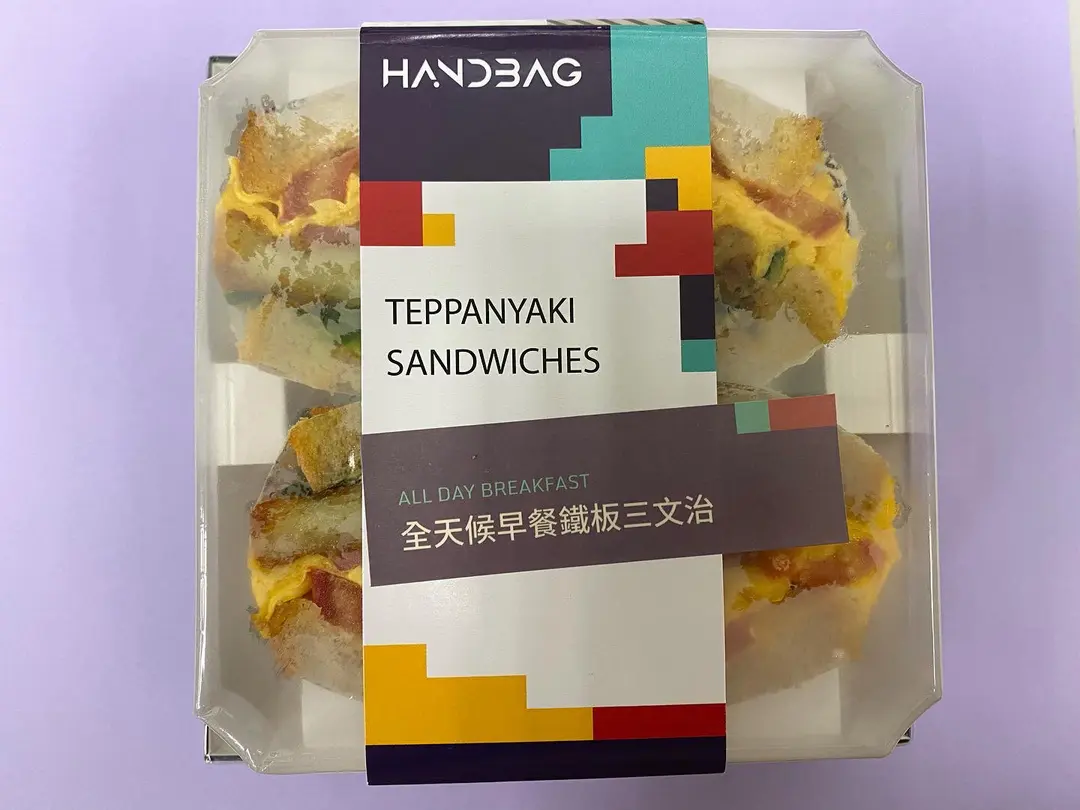 HANDBAG
TEPPANYAKI
SANDWICHES
ALL DAY BREAKFAST
全天候早餐鐵板三文治